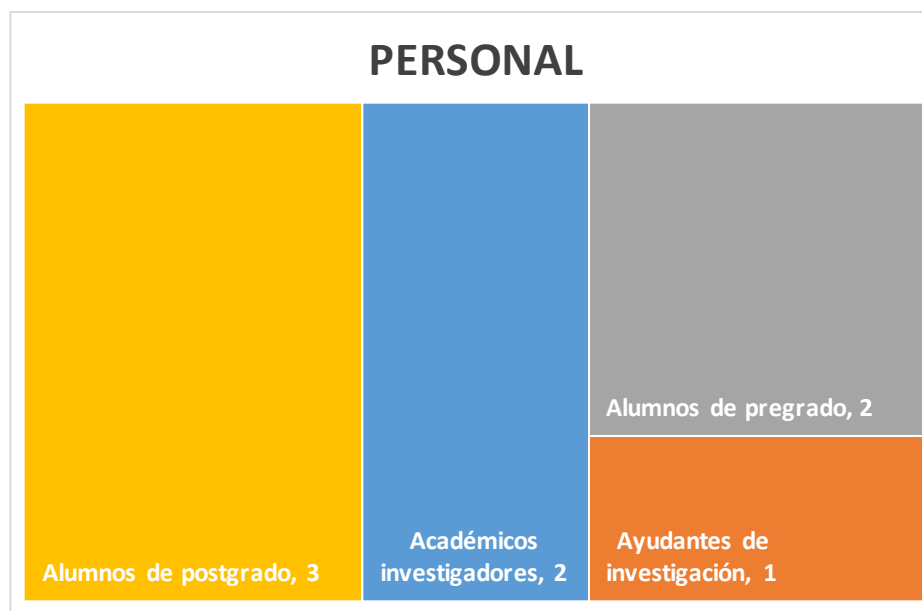 PERSONAL
Alumnos de postgrado, 3
Académicos
investigadores, 2
Alumnos de pregrado, 2
Ayudantes de
investigación, 1